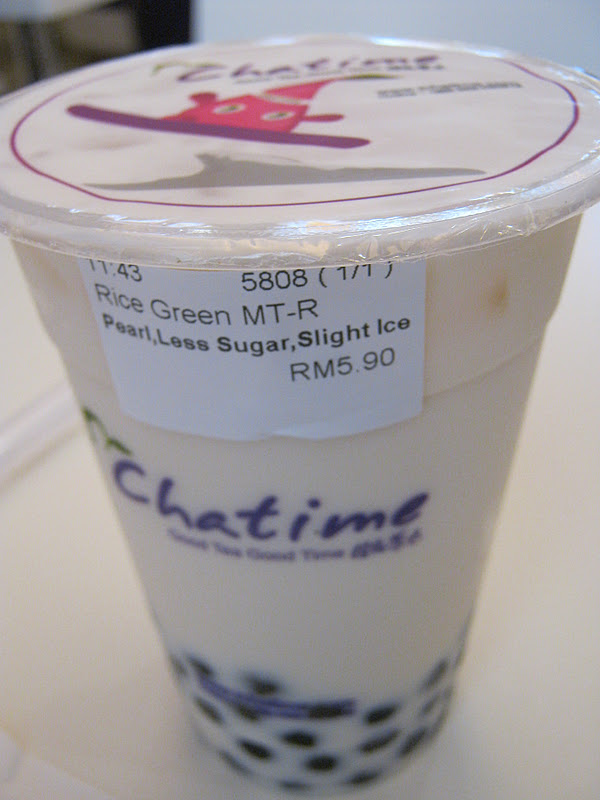 Chatime
11:43 5808 ( 1/1 )
Rice Green MT-R
Pearl,Less Sugar,Slight Ice
RM5.90
Chatime
Good Tea Good Time